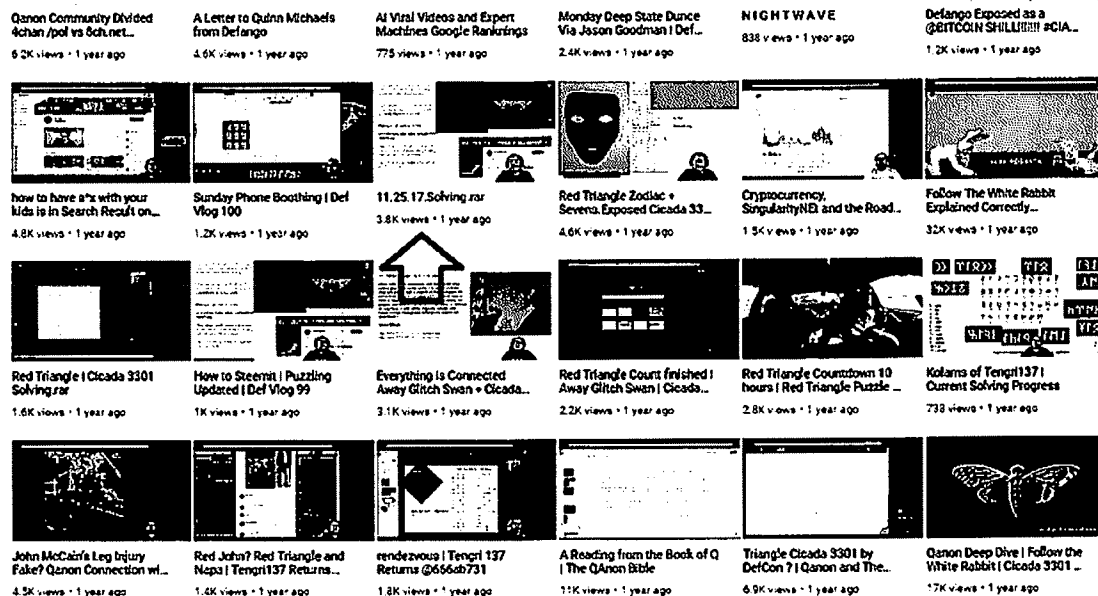 Qanon Community Divided
4chan /pol vs 8ch.net...
6.2K views • 1 year ago
A Letter to Quinn Michaels
from Defango
4.6K views • 1 year ago
AI Viral Videos and Expert
Machines Google Rankings
775 views • 1 year ago
Monday Deep State Dunce
Via Jason Goodman | Def...
2.4K views • 1 year ago
NIGHTWAVE
838 views • 1 year ago
Defango Exposed as a
@BITCOIN SHILL!!!!!! #CIA...
1.2K views • 1 year ago
how to have s*x with your
kids is in Search Result on...
4.8K views • 1 year ago
Sunday Phone Boothing | Def
Vlog 100
1.2K views • 1 year ago
11.25.17.Solving.rar
3.8K views • 1 year ago
Red Triangle Zodiac +
Sevens.Exposed Cicada 33...
4.6K views • 1 year ago
Cryptocurrency,
SingularityNEt and the Road...
1.5K views • 1 year ago
Follow The White Rabbit
Explained Correctly...
32K views • 1 year ago
Red Triangle | Cicada 3301
Solving.rar
1.6K views • 1 year ago
How to Steemit | Puzzling
Updated | Def Vlog 99
1K views • 1 year ago
Everything is Connected
Away Glitch Swan + Cicada...
3.1K views • 1 year ago
Red Triangle Count finished |
Away Glitch Swan | Cicada...
2.2K views • 1 year ago
Red Triangle Countdown 10
hours | Red Triangle Puzzle ...
2.8K views • 1 year ago
Kolams of Tengri137 |
Current Solving Progress
733 views • 1 year ago
John McCain's Leg Injury
Fake? Qanon Connection wi...
4.5K views • 1 year ago
Red John? Red Triangle and
Napa | Tengri137 Returns...
1.4K views • 1 year ago
rendezvous | Tengri 137
Returns @666ab731
1.8K views • 1 year ago
A Reading from the Book of Q
| The QAnon Bible
11K views • 1 year ago
Triangle Cicada 3301 by
DefCon ? | Qanon and The...
6.9K views • 1 year ago
Qanon Deep Dive | Follow the
White Rabbit | Cicada 3301 ...
17K views • 1 year ago